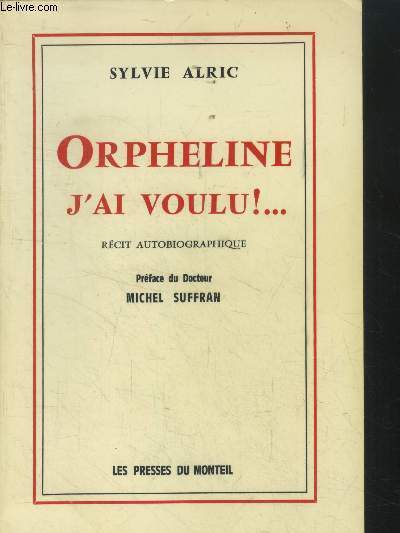 le-livre.com
SYLVIE ALRIC
ORPHELINE
J'AI VOULU!...
RÉCIT AUTOBIOGRAPHIQUE
Préface du Docteur
MICHEL SUFFRAN
LES PRESSES DU MONTEIL